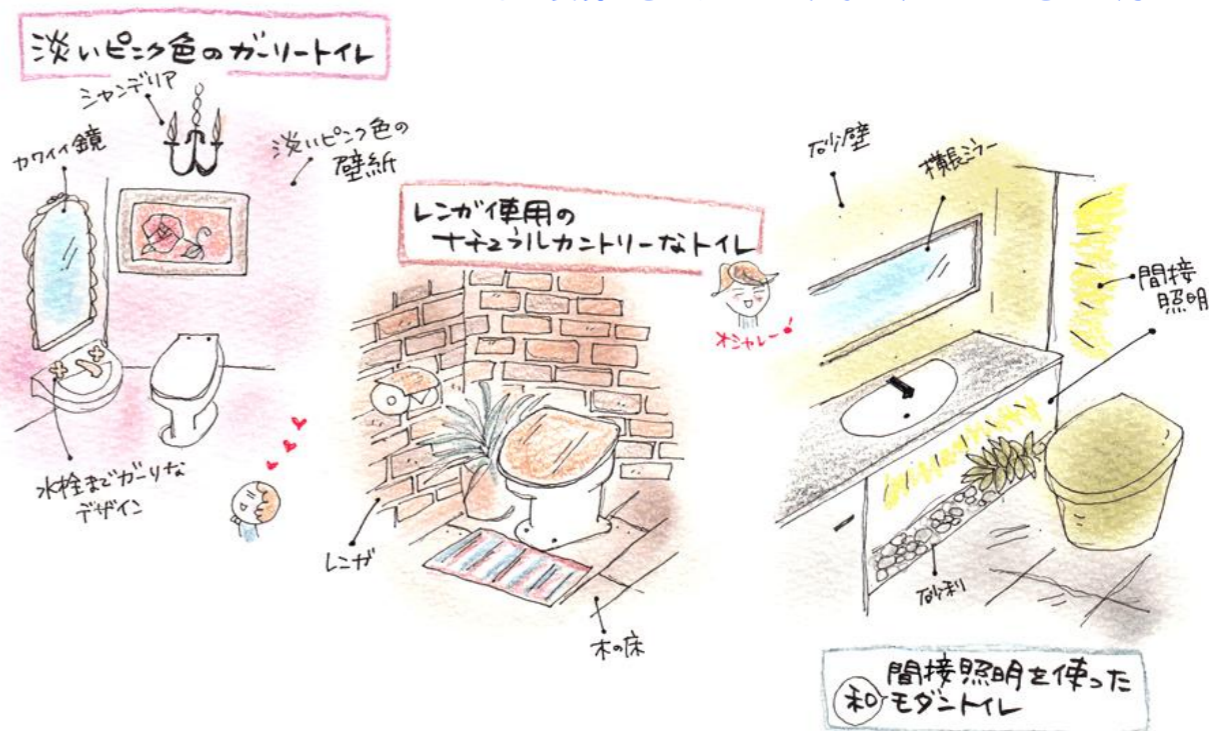 淡いピンク色のガーリートイレ
シャンデリア
カワイイ鏡
淡いピンク色の
壁紙
水栓までガーリな
デザイン
レンガ使用の
ナチュラルカントリーなトイレ
オシャレー!
レンガ
木の床
砂壁
横長ミラー
間接
照明
砂利
間接照明を使った
和モダントイレ